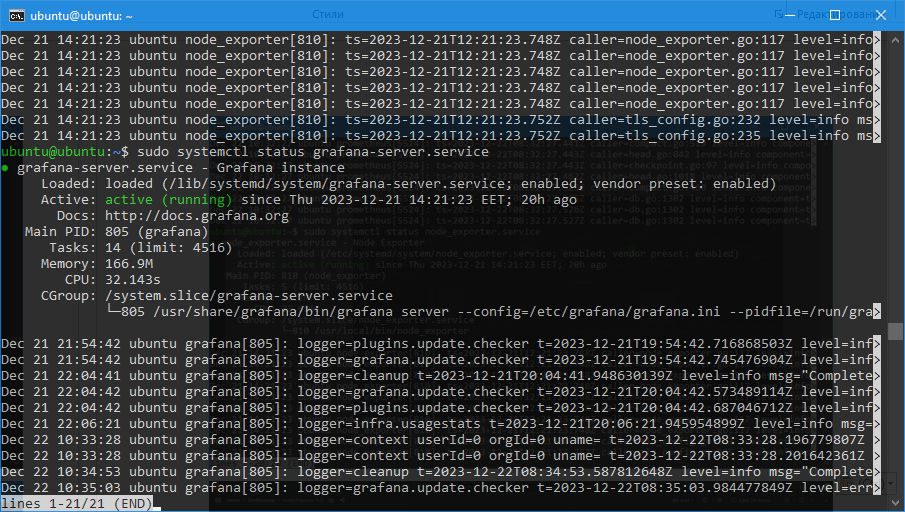 ubuntu@ubuntu: ~
Стили
Редактирование
Dec 21 14:21:23 ubuntu node_exporter[810]: ts=2023-12-21T12:21:23.748Z caller=node_exporter.go:117 level=info>
Dec 21 14:21:23 ubuntu node_exporter[810]: ts=2023-12-21T12:21:23.748Z caller=node_exporter.go:117 level=info>
Dec 21 14:21:23 ubuntu node_exporter[810]: ts=2023-12-21T12:21:23.748Z caller=node_exporter.go:117 level=info>
Dec 21 14:21:23 ubuntu node_exporter[810]: ts=2023-12-21T12:21:23.748Z caller=node_exporter.go:117 level=info>
Dec 21 14:21:23 ubuntu node_exporter[810]: ts=2023-12-21T12:21:23.748Z caller=node_exporter.go:117 level=info>
Dec 21 14:21:23 ubuntu node_exporter[810]: ts=2023-12-21T12:21:23.752Z caller=tls_config.go:232 level=info ms>
Dec 21 14:21:23 ubuntu node_exporter[810]: ts=2023-12-21T12:21:23.752Z caller=tls_config.go:235 level=info ms>
ubuntu@ubuntu:~$ sudo systemctl status grafana-server.service
● grafana-server.service - Grafana instance
Loaded: loaded (/lib/systemd/system/grafana-server.service; enabled; vendor preset: enabled)
Active: active (running) since Thu 2023-12-21 14:21:23 EET; 20h ago
Docs: http://docs.grafana.org
Main PID: 805 (grafana)
Tasks: 14 (limit: 4516)
Memory: 166.9M
CPU: 32.143s
CGroup: /system.slice/grafana-server.service
└─805 /usr/share/grafana/bin/grafana server --config=/etc/grafana/grafana.ini --pidfile=/run/gra>
Dec 21 21:54:42 ubuntu grafana[805]: logger=plugins.update.checker t=2023-12-21T19:54:42.716868503Z level=inf>
Dec 21 21:54:42 ubuntu grafana[805]: logger=grafana.update.checker t=2023-12-21T19:54:42.745476904Z level=inf>
Dec 21 22:04:41 ubuntu grafana[805]: logger=cleanup t=2023-12-21T20:04:41.948630139Z level=info msg="Complete>
Dec 21 22:04:42 ubuntu grafana[805]: logger=grafana.update.checker t=2023-12-21T20:04:42.573489114Z level=inf>
Dec 21 22:04:42 ubuntu grafana[805]: logger=plugins.update.checker t=2023-12-21T20:04:42.687046712Z level=inf>
Dec 21 22:06:21 ubuntu grafana[805]: logger=infra.usagestats t=2023-12-21T20:06:21.945954899Z level=info msg=>
Dec 22 10:33:28 ubuntu grafana[805]: logger=context userId=0 orgId=0 uname= t=2023-12-22T08:33:28.196779807Z >
Dec 22 10:33:28 ubuntu grafana[805]: logger=context userId=0 orgId=0 uname= t=2023-12-22T08:33:28.201642361Z >
Dec 22 10:34:53 ubuntu grafana[805]: logger=cleanup t=2023-12-22T08:34:53.587812648Z level=info msg="Complete>
Dec 22 10:35:03 ubuntu grafana[805]: logger=grafana.update.checker t=2023-12-22T08:35:03.984477849Z level=err>
lines 1-21/21 (END)